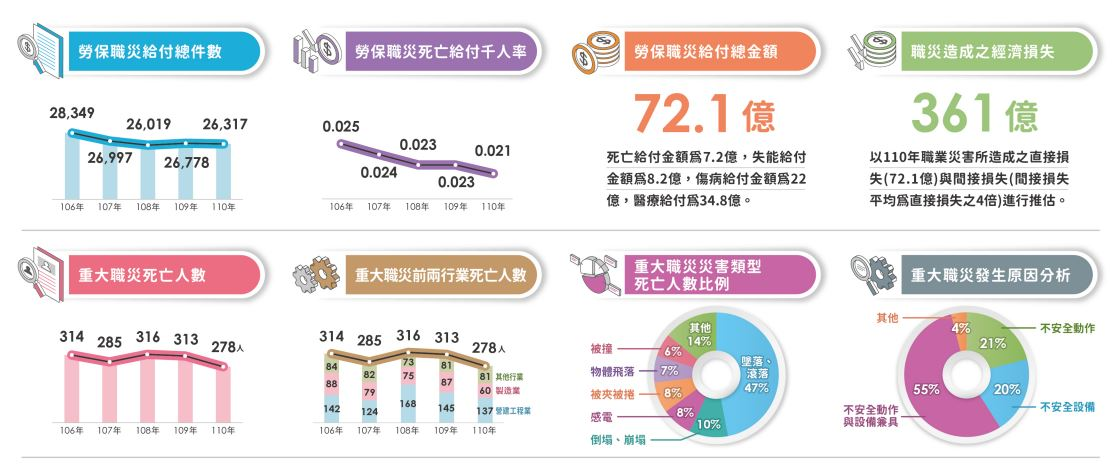 勞保職災給付總件數
28,349
26,997
26,019
26,778
26,317
106年 107年 108年 109年 110年
勞保職災死亡給付千人率
0.025
0.024
0.023
0.023
0.021
106年 107年 108年 109年 110年
勞保職災給付總金額
72.1 億
死亡給付金額爲7.2億，失能給付
金額爲8.2億，傷病給付金額爲22
億，醫療給付爲34.8億。
職災造成之經濟損失
361 億
以110年職業災害所造成之直接損
失(72.1億)與間接損失(間接損失
平均爲直接損失之4倍)進行推估。
重大職災死亡人數
314
285
316
313
278人
106年 107年 108年 109年 110年
重大職災前兩行業死亡人數
314
285
316
313
278人
84 82 73 81 81 其他行業
88 79 75 87 60 製造業
142 124 168 145 137 營建工程業
106年 107年 108年 109年 110年
重大職災災害類型
死亡人數比例
其他
14%
被撞
6%
物體飛落
7%
被夾被捲
8%
感電
8%
倒塌、崩塌
10%
墜落、
滾落
47%
重大職災發生原因分析
其他
4%
不安全動作
21%
不安全設備
20%
不安全動作
與設備兼具
55%